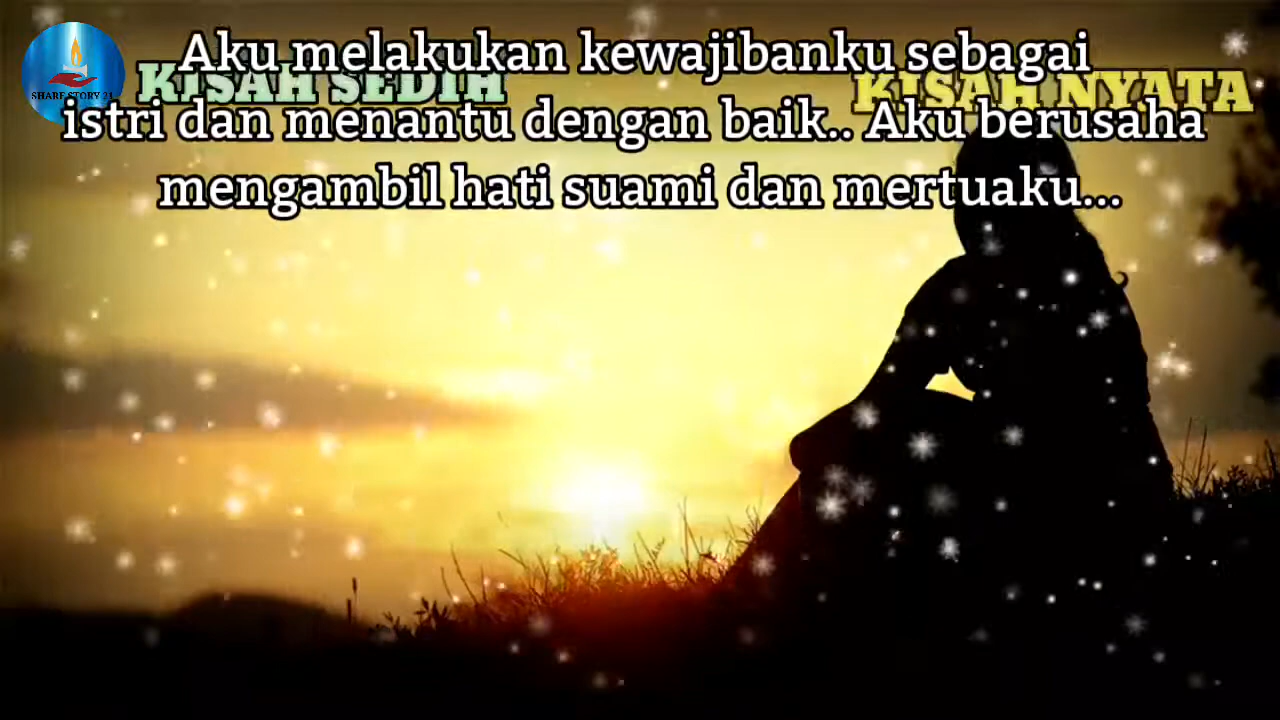 Aku melakukan kewajibanku sebagai
istri dan menantu dengan baik.. Aku berusaha
mengambil hati suami dan mertuaku...
KISAH SEDIH
KISAH NYATA
SHARE STORY 21